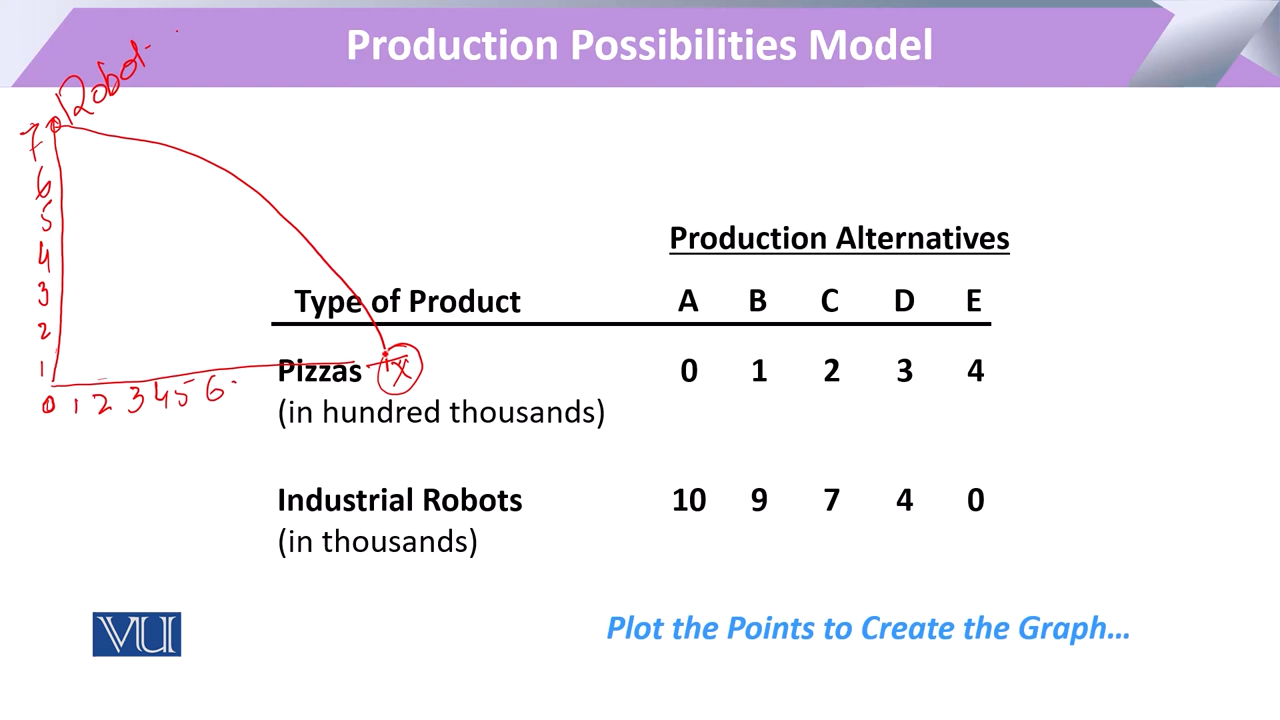 Production Possibilities Model
Robot
7
6
5
4
3
2
1
0 1 2 3 4 5 6
X
Production Alternatives
Type of Product A B C D E
Pizzas 0 1 2 3 4
(in hundred thousands)
Industrial Robots 10 9 7 4 0
(in thousands)
Plot the Points to Create the Graph...
VU